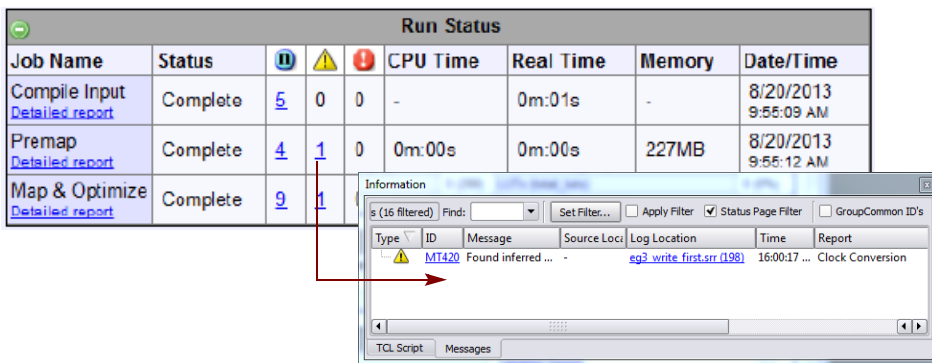 Run Status
Job Name Status CPU Time Real Time Memory Date/Time
Compile Input Complete 5 0 0 - 0m:01s - 8/20/2013
Detailed report 9:55:09 AM
Premap Complete 4 1 0 0m:00s 0m:00s 227MB 8/20/2013
Detailed report 9:55:12 AM
Map & Optimize Complete 9 1
Detailed report
Information
s (16 filtered) Find: Set Filter... Apply Filter Status Page Filter GroupCommon ID's
Type ID Message Source Loca Log Location Time Report
MT420 Found inferred ... - eg3_write_first.srr (198) 16:00:17 ... Clock Conversion
TCL Script Messages